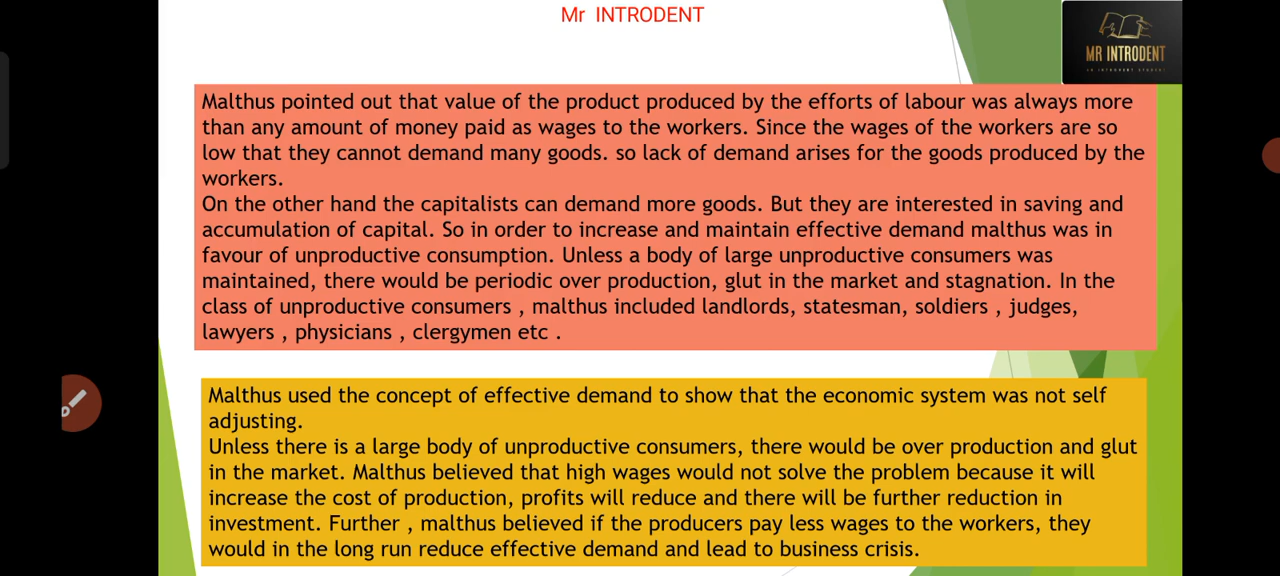 Mr INTRODENT
MR INTRODENT
Malthus pointed out that value of the product produced by the efforts of labour was always more
than any amount of money paid as wages to the workers. Since the wages of the workers are so
low that they cannot demand many goods. so lack of demand arises for the goods produced by the
workers.
On the other hand the capitalists can demand more goods. But they are interested in saving and
accumulation of capital. So in order to increase and maintain effective demand malthus was in
favour of unproductive consumption. Unless a body of large unproductive consumers was
maintained, there would be periodic over production, glut in the market and stagnation. In the
class of unproductive consumers , malthus included landlords, statesman, soldiers , judges,
lawyers , physicians , clergymen etc .
Malthus used the concept of effective demand to show that the economic system was not self
adjusting.
Unless there is a large body of unproductive consumers, there would be over production and glut
in the market. Malthus believed that high wages would not solve the problem because it will
increase the cost of production, profits will reduce and there will be further reduction in
investment. Further , malthus believed if the producers pay less wages to the workers, they
would in the long run reduce effective demand and lead to business crisis.